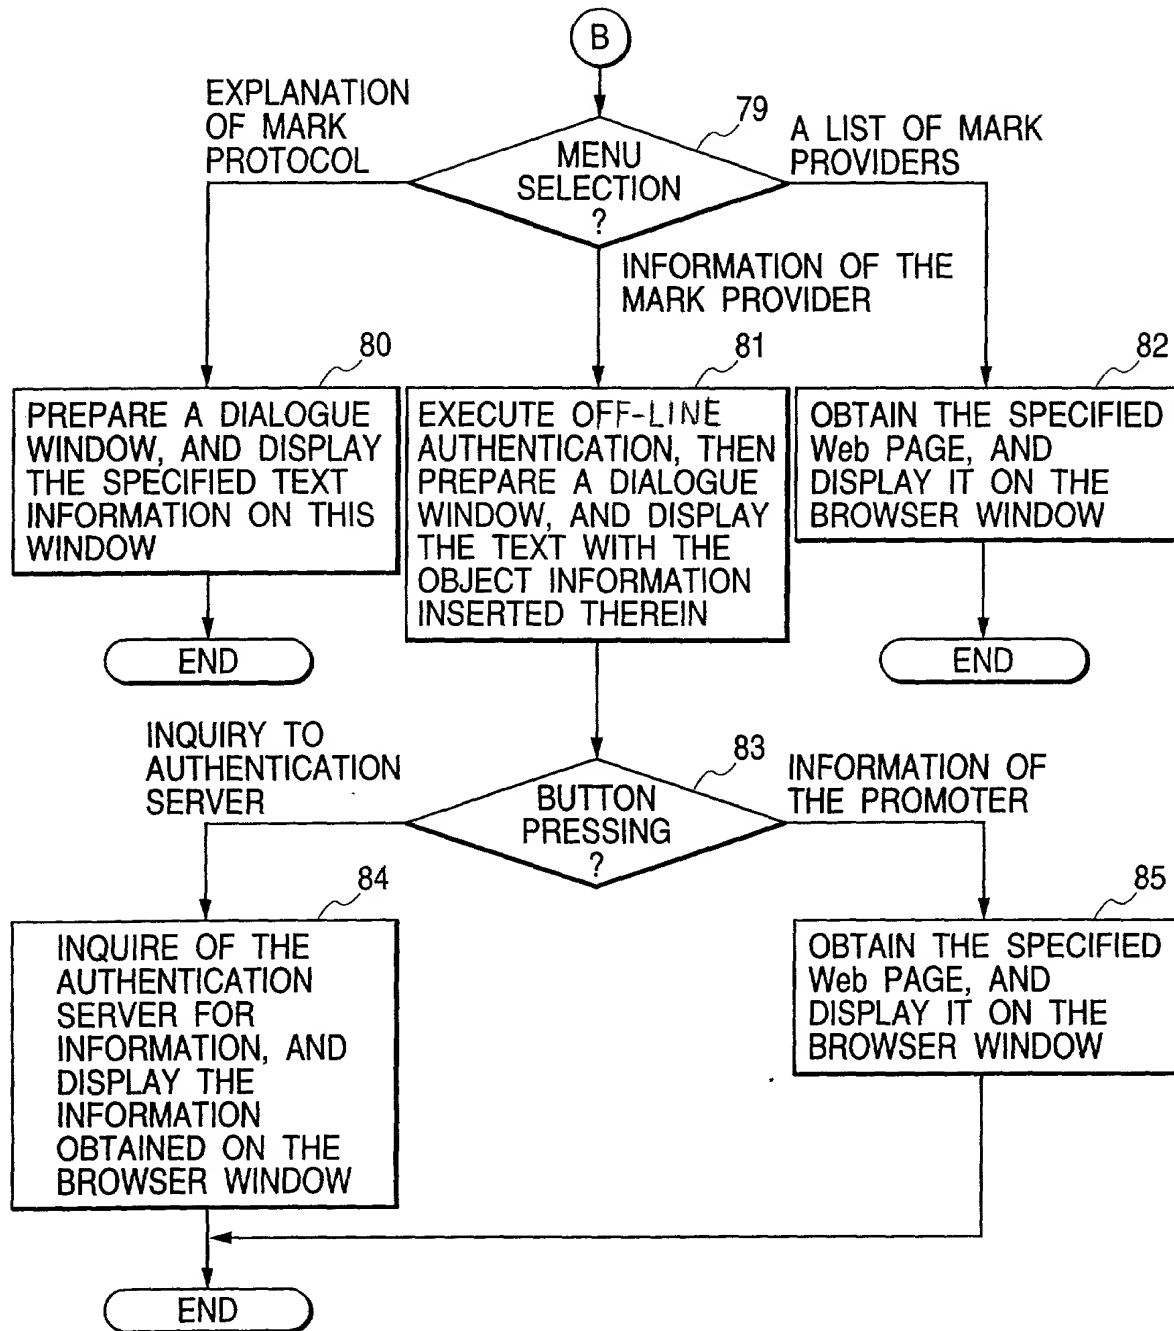 B
EXPLANATION
OF MARK
PROTOCOL
79
A LIST OF MARK
PROVIDERS
MENU
SELECTION
?
INFORMATION OF THE
MARK PROVIDER
80
PREPARE A DIALOGUE
WINDOW, AND DISPLAY
THE SPECIFIED TEXT
INFORMATION ON THIS
WINDOW
END
81
EXECUTE OFF-LINE
AUTHENTICATION, THEN
PREPARE A DIALOGUE
WINDOW, AND DISPLAY
THE TEXT WITH THE
OBJECT INFORMATION
INSERTED THEREIN
82
OBTAIN THE SPECIFIED
Web PAGE, AND
DISPLAY IT ON THE
BROWSER WINDOW
END
INQUIRY TO
AUTHENTICATION
SERVER
83
INFORMATION OF
THE PROMOTER
BUTTON
PRESSING
?
84
INQUIRE OF THE
AUTHENTICATION
SERVER FOR
INFORMATION, AND
DISPLAY THE
INFORMATION
OBTAINED ON THE
BROWSER WINDOW
85
OBTAIN THE SPECIFIED
Web PAGE, AND
DISPLAY IT ON THE
BROWSER WINDOW
END